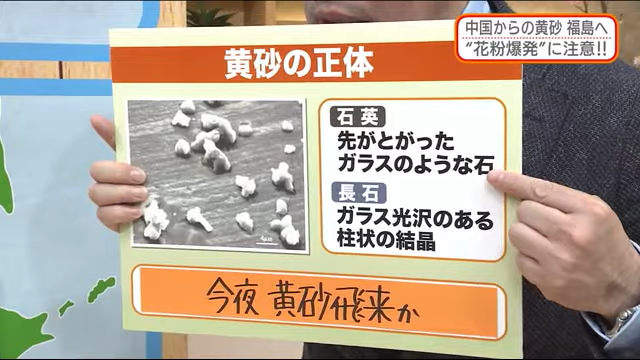 中国からの黄砂 福島へ
“花粉爆発”に注意!!
黄砂の正体
石英
先がとがった
ガラスのような石
長石
ガラス光沢のある
柱状の結晶
今夜 黄砂飛来か